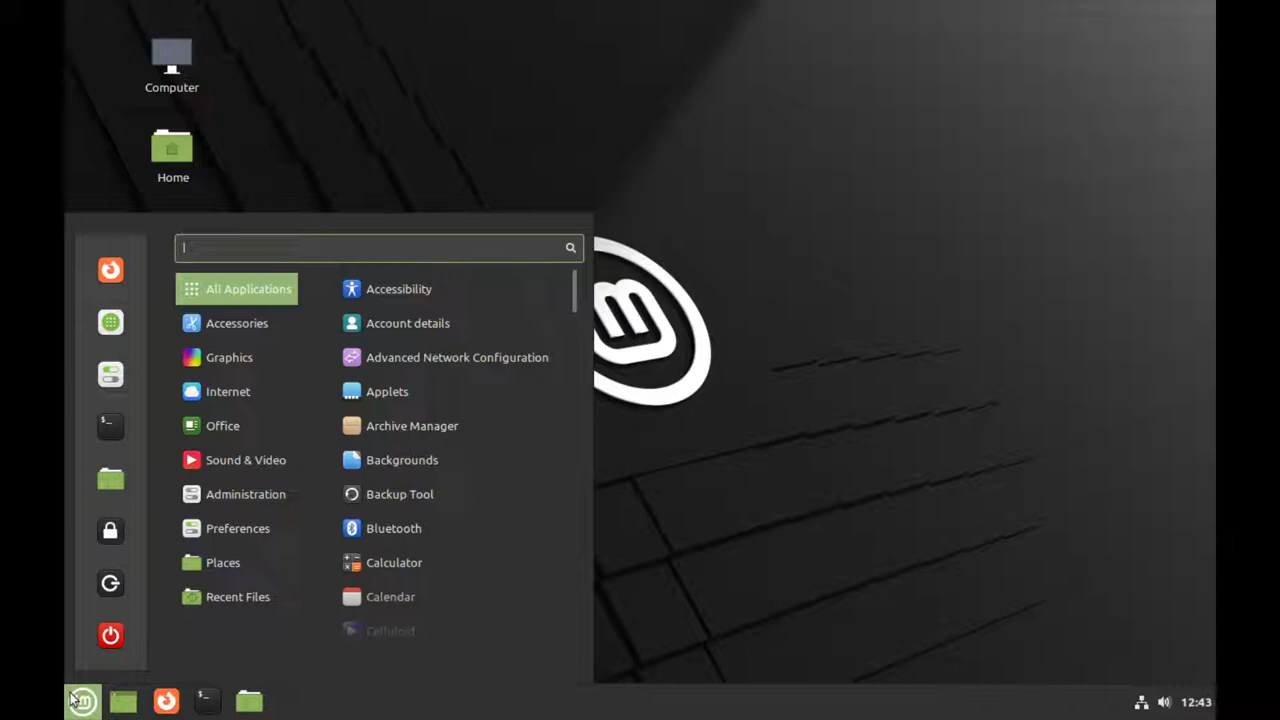 Computer
Home
All Applications
Accessories
Graphics
Internet
Office
Sound & Video
Administration
Preferences
Places
Recent Files
Accessibility
Account details
Advanced Network Configuration
Applets
Archive Manager
Backgrounds
Backup Tool
Bluetooth
Calculator
Calendar
Celluloid
12:43